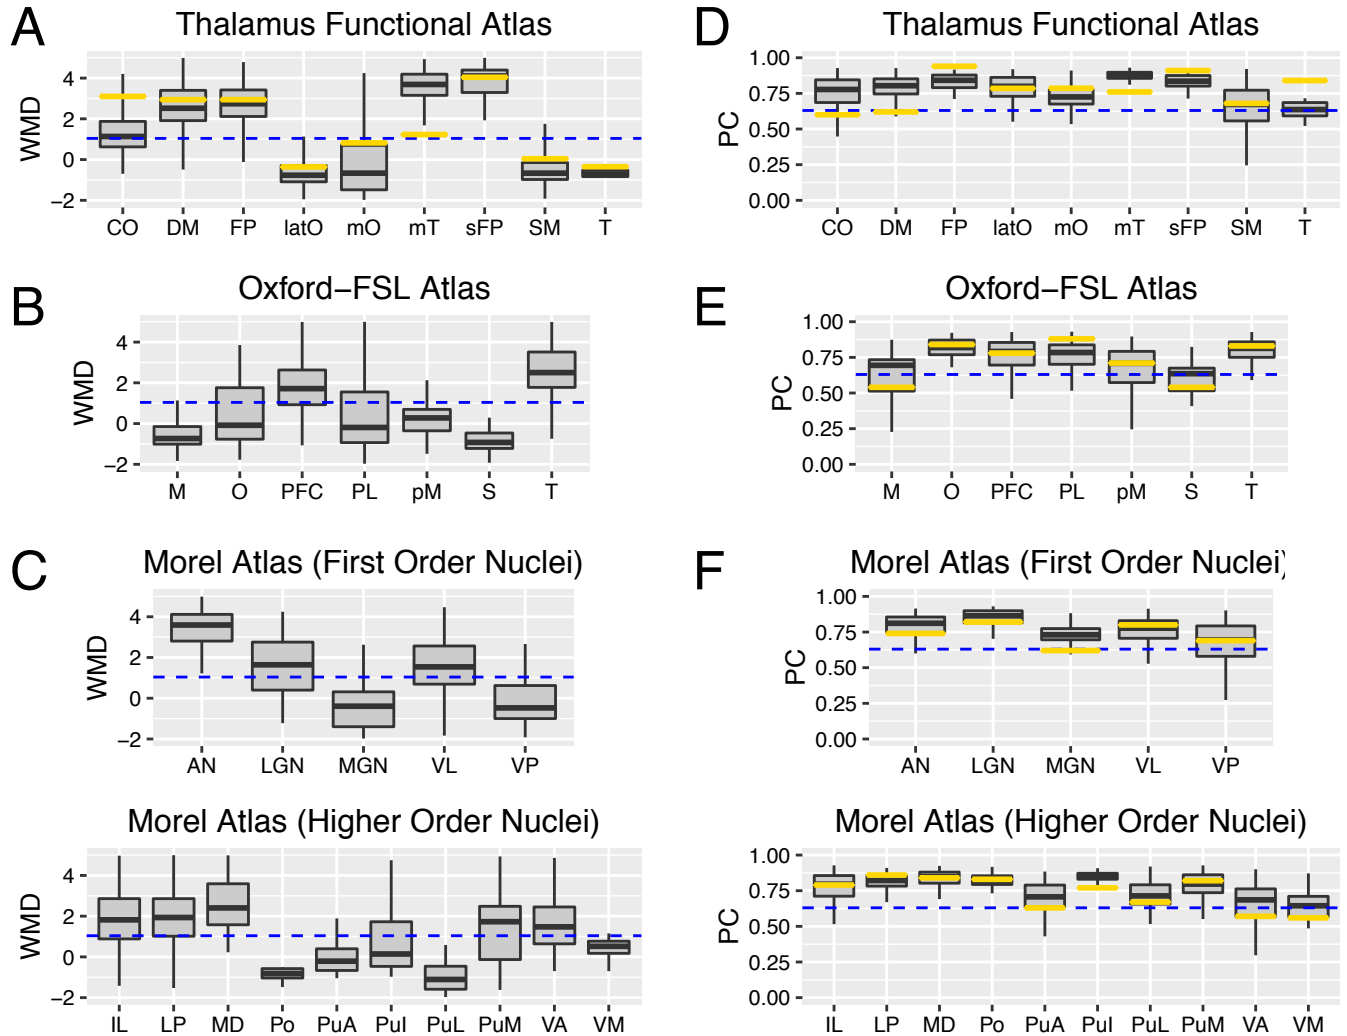 A
Thalamus Functional Atlas
WMD
4
2
0
−2
CO DM FP latO mO mT sFP SM T
D
Thalamus Functional Atlas
PC
1.00
0.75
0.50
0.25
0.00
CO DM FP latO mO mT sFP SM T
B
Oxford−FSL Atlas
WMD
4
2
0
−2
M O PFC PL pM S T
E
Oxford−FSL Atlas
PC
1.00
0.75
0.50
0.25
0.00
M O PFC PL pM S T
C
Morel Atlas (First Order Nuclei)
WMD
4
2
0
−2
AN LGN MGN VL VP
F
Morel Atlas (First Order Nuclei)
PC
1.00
0.75
0.50
0.25
0.00
AN LGN MGN VL VP
Morel Atlas (Higher Order Nuclei)
WMD
4
2
0
−2
IL LP MD Po PuA PuI PuL PuM VA VM
Morel Atlas (Higher Order Nuclei)
PC
1.00
0.75
0.50
0.25
0.00
IL LP MD Po PuA PuI PuL PuM VA VM